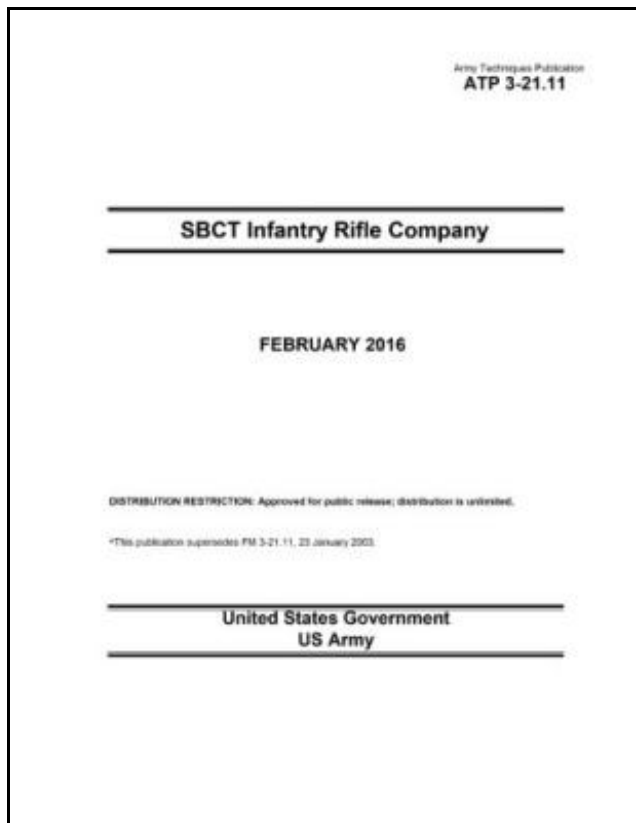 Army Techniques Publication
ATP 3-21.11
SBCT Infantry Rifle Company
FEBRUARY 2016
DISTRIBUTION RESTRICTION: Approved for public release; distribution is unlimited.
*This publication supersedes FM 3-21.11, 23 January 2003.
United States Government
US Army